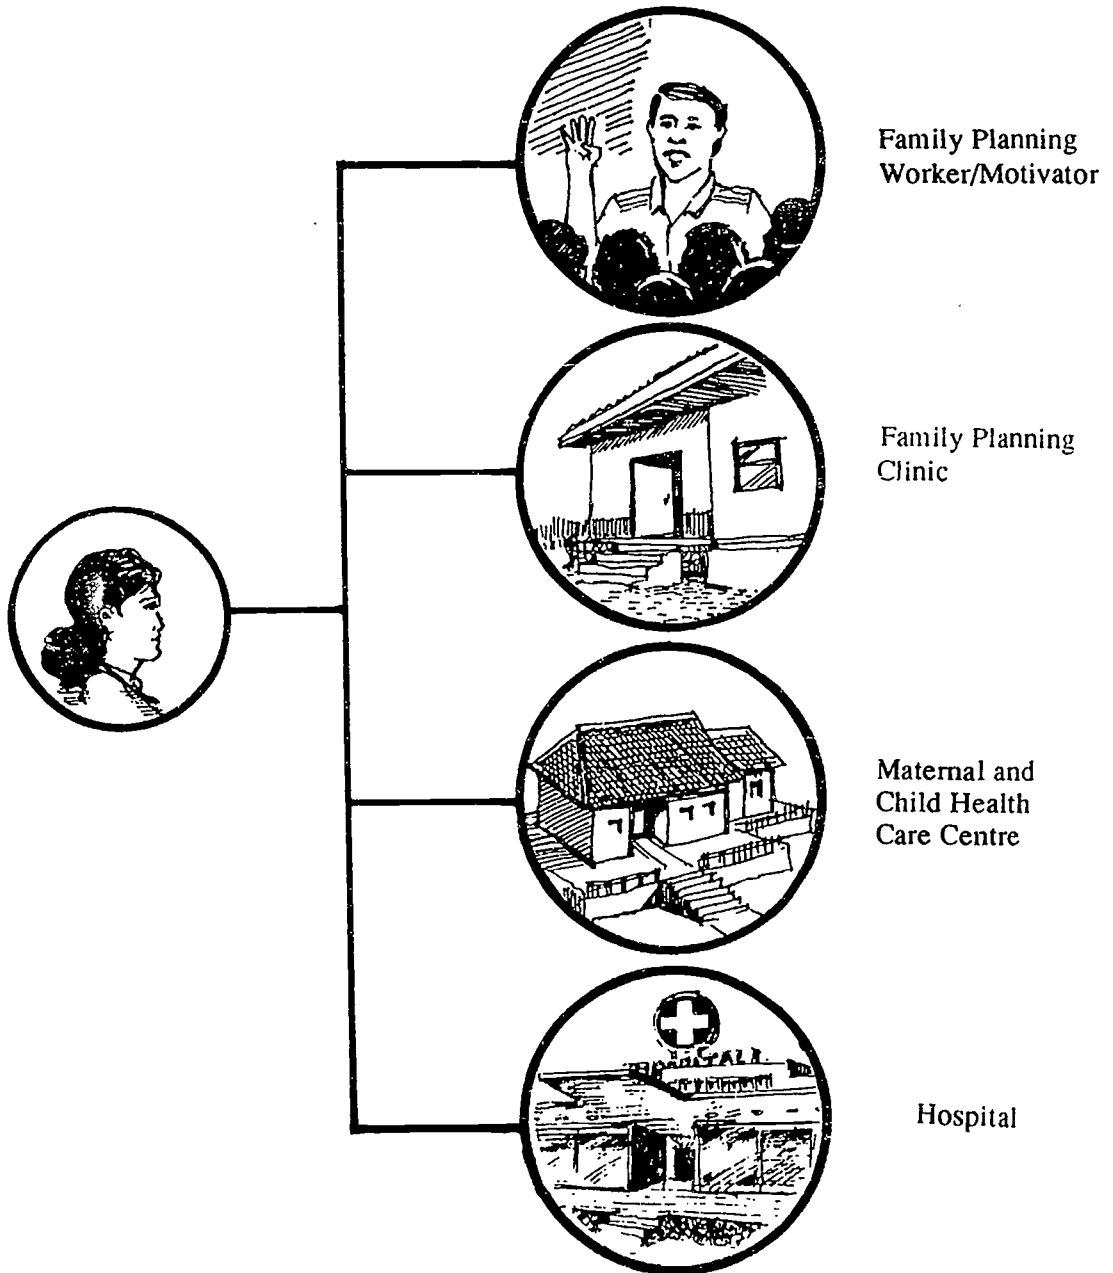 Family Planning
Worker/Motivator
Family Planning
Clinic
Maternal and
Child Health
Care Centre
Hospital